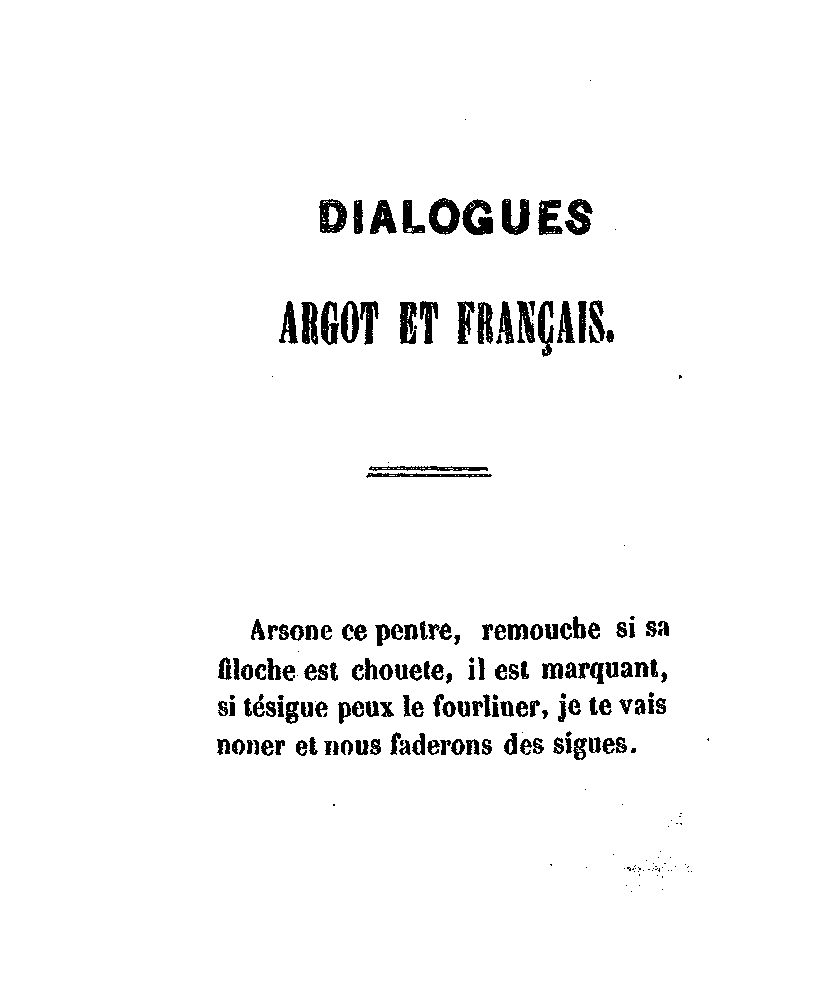 DIALOGUES
ARGOT ET FRANÇAIS.
Arsone ce pentre, remouche si sa
filoche est chouete, il est marquant,
si tésigue peux le fourliner, je te vais
noner et nous faderons des sigues.